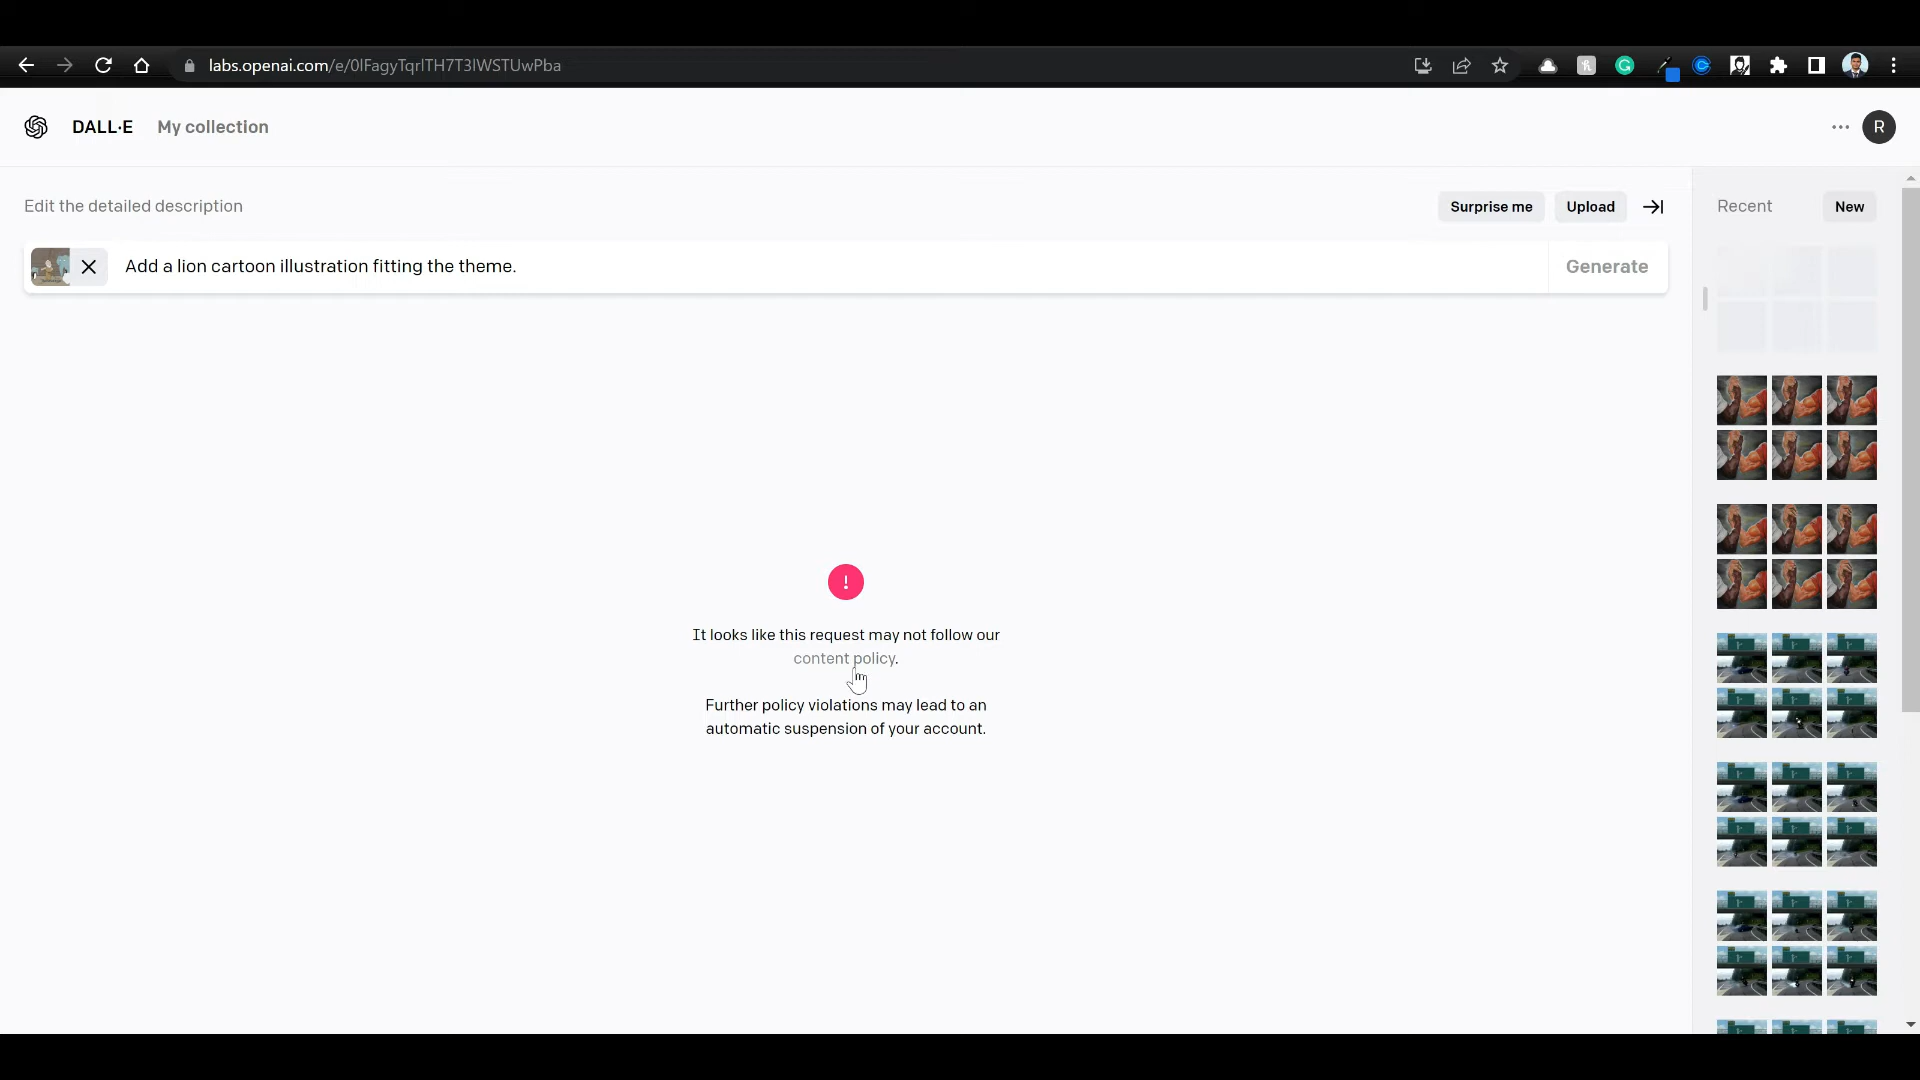 labs.openai.com/e/0lFagyTqrlTH7T3lWSTUwPba
DALL·E My collection
R
Edit the detailed description
Surprise me
Upload
Recent
New
Add a lion cartoon illustration fitting the theme.
Generate
!
It looks like this request may not follow our
content policy.
Further policy violations may lead to an
automatic suspension of your account.